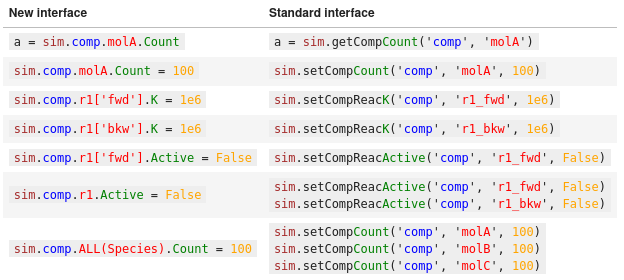 New interface Standard interface
a = sim.comp.molA.Count a = sim.getCompCount('comp', 'molA')
sim.comp.molA.Count = 100 sim.setCompCount('comp', 'molA', 100)
sim.comp.r1['fwd'].K = 1e6 sim.setCompReacK('comp', 'r1_fwd', 1e6)
sim.comp.r1['bkw'].K = 1e6 sim.setCompReacK('comp', 'r1_bkw', 1e6)
sim.comp.r1['fwd'].Active = False sim.setCompReacActive('comp', 'r1_fwd', False)
sim.comp.r1.Active = False sim.setCompReacActive('comp', 'r1_fwd', False)
sim.setCompReacActive('comp', 'r1_bkw', False)
sim.comp.ALL(Species).Count = 100 sim.setCompCount('comp', 'molA', 100)
sim.setCompCount('comp', 'molB', 100)
sim.setCompCount('comp', 'molC', 100)